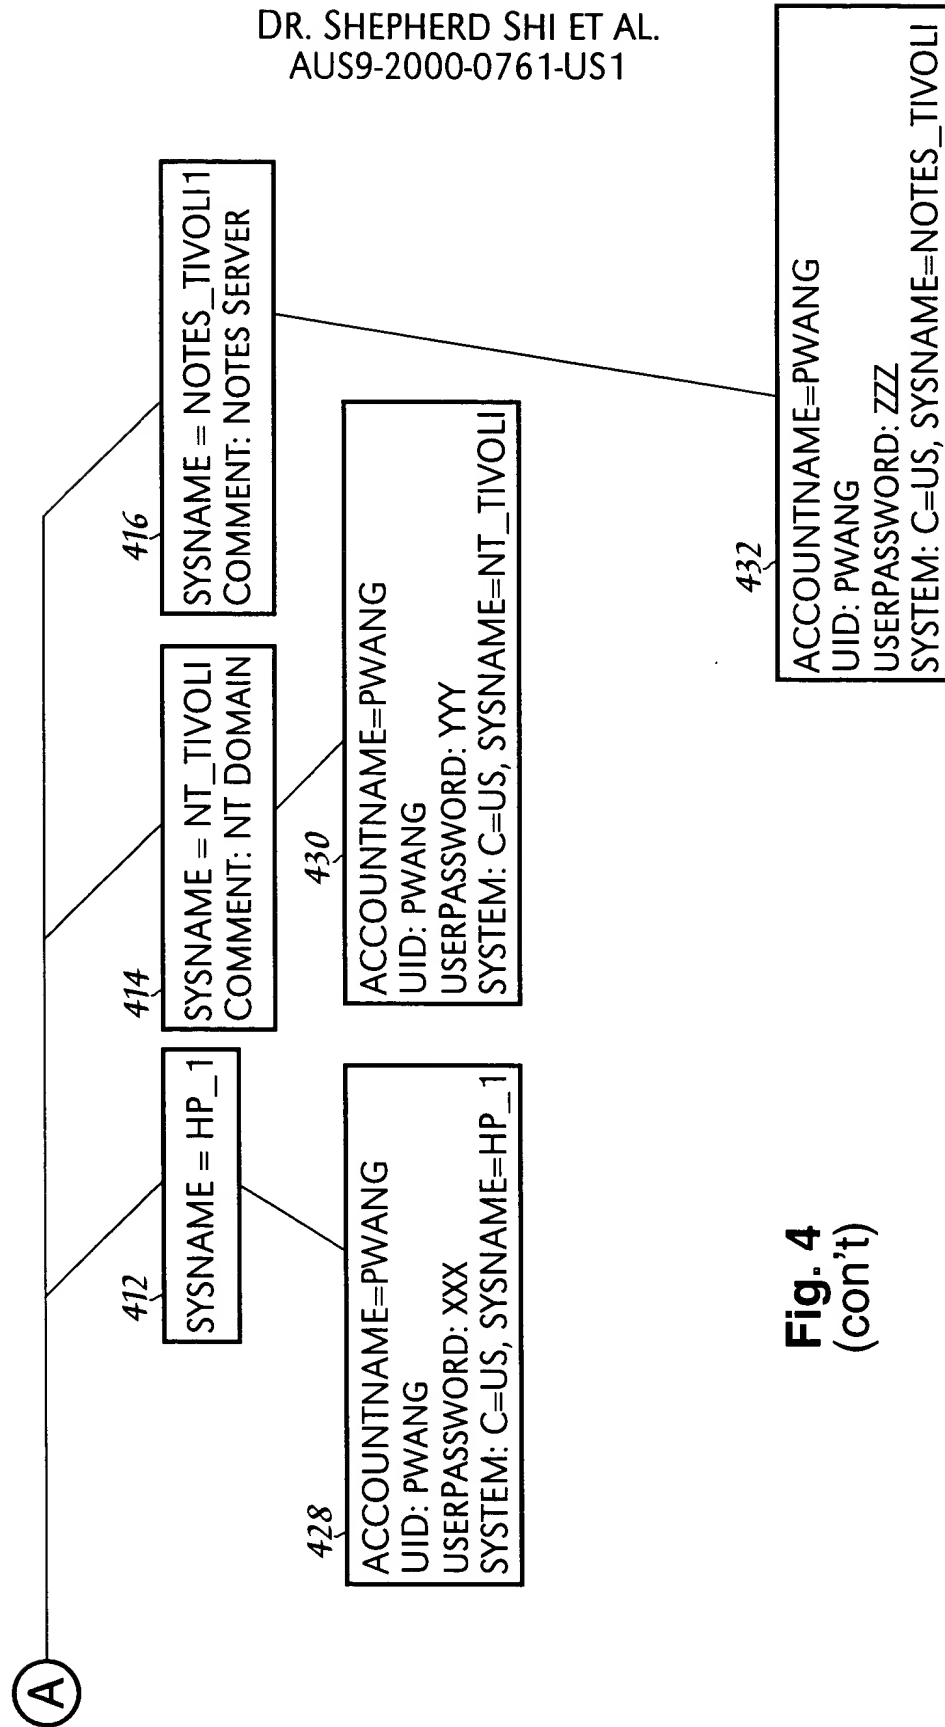 DR. SHEPHERD SHI ET AL.
AUS9-2000-0761-US1
A
412
SYSNAME = HP_1
414
SYSNAME = NT_TIVOLI
COMMENT: NT DOMAIN
416
SYSNAME = NOTES_TIVOLI1
COMMENT: NOTES SERVER
428
ACCOUNTNAME=PWANG
UID: PWANG
USERPASSWORD: XXX
SYSTEM: C=US, SYSNAME=HP_1
430
ACCOUNTNAME=PWANG
UID: PWANG
USERPASSWORD: YYY
SYSTEM: C=US, SYSNAME=NT_TIVOLI
432
ACCOUNTNAME=PWANG
UID: PWANG
USERPASSWORD: ZZZ
SYSTEM: C=US, SYSNAME=NOTES_TIVOLI
Fig. 4
(con't)